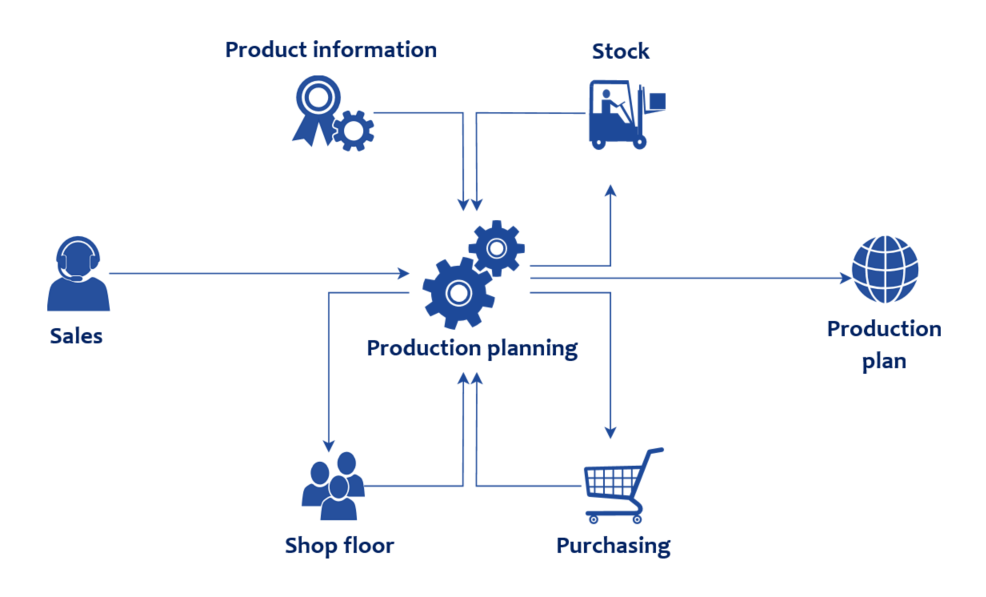 Product information
Stock
Sales
Production planning
Production
plan
Shop floor
Purchasing